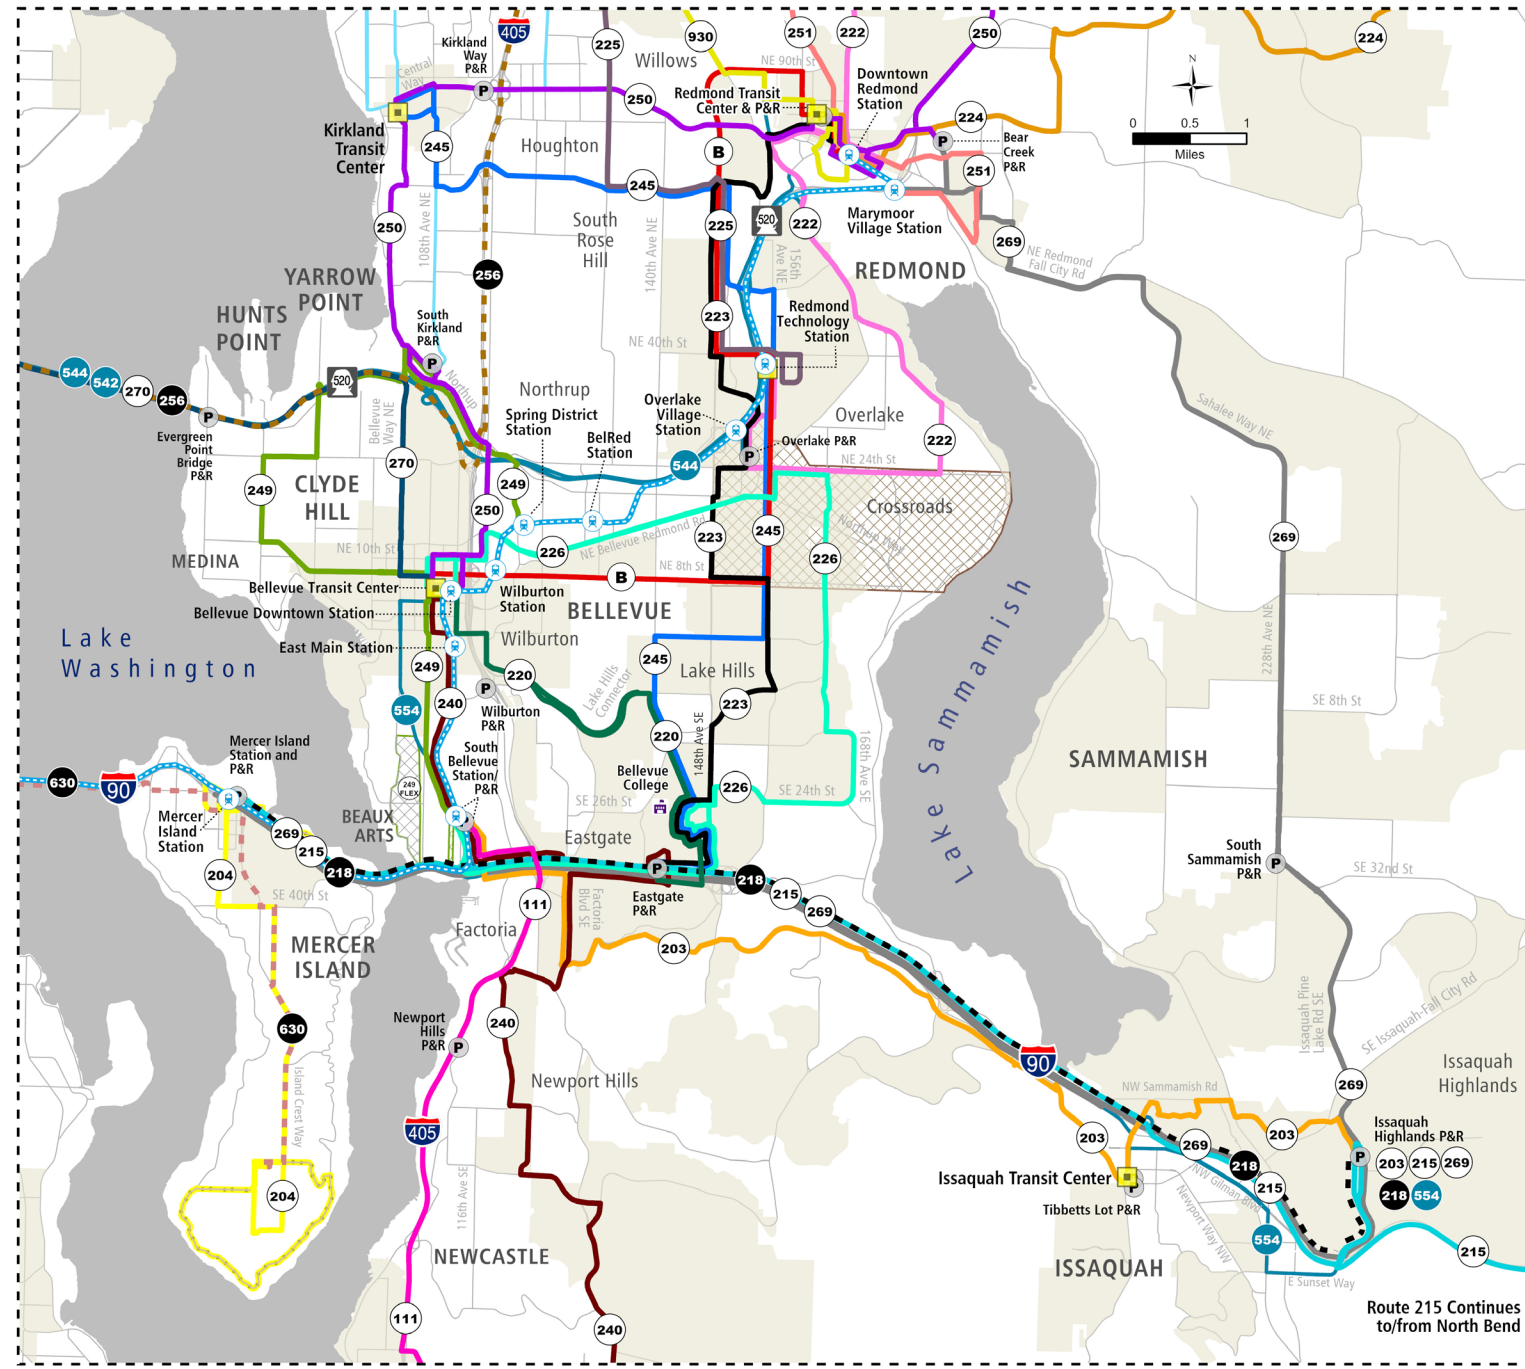 405
Kirkland
Way
P&R
225
930
251
222
250
224
Willows
NE 90th St
Central
Way
P
Downtown
Redmond
Station
Redmond Transit
Center & P&R
N
250
224
0
0.5
1
Miles
Kirkland
Transit
Center
245
Houghton
B
P
Bear
Creek
P&R
251
245
108th Ave NE
250
South
Rose
Hill
140th Ave NE
225
520
222
156th
Ave NE
Marymoor
Village Station
269
NE Redmond
Fall City Rd
REDMOND
256
YARROW
POINT
HUNTS
POINT
South
Kirkland
P&R
P
223
Redmond
Technology
Station
NE 40th St
544
542
270
256
520
Northup
Northrup
P
Evergreen
Point
Bridge
P&R
Bellevue
Way NE
Spring District
Station
BelRed
Station
Overlake
Village
Station
Overlake
Sahalee Way NE
222
P
Overlake P&R
NE 24th St
270
544
249
CLYDE
HILL
249
250
Crossroads
Northup Way
MEDINA
NE 10th St
226
NE Bellevue Redmond Rd
223
245
226
269
NE 8th St
B
Bellevue Transit Center
Wilburton
Station
Bellevue Downtown Station
BELLEVUE
Lake
Washington
East Main Station
Wilburton
249
220
245
Lake Hills
Lake Hills
Connector
228th Ave NE
Lake Sammamish
P
240
Wilburton
P&R
223
SE 8th St
554
220
148th Ave SE
168th Ave SE
Mercer Island
Station and
P&R
South
Bellevue
Station/
P&R
SAMMAMISH
630
90
249
FLEX
Bellevue
College
226
SE 24th St
SE 26th St
Mercer
Island
Station
BEAUX
ARTS
269
215
218
Eastgate
South
Sammamish
P&R
P
SE 32nd St
204
SE 40th St
P
Eastgate
P&R
218
215
269
111
Factoria
Blvd SE
Factoria
203
MERCER
ISLAND
630
Newport
Hills
P&R
P
240
Issaquah Pine
Lake Rd SE
SE Issaquah-Fall City Rd
90
Issaquah
Highlands
Newport Hills
NW Sammamish Rd
269
Island Crest Way
405
203
269
203
Issaquah
Highlands P&R
P
203
215
269
218
218
554
Issaquah Transit Center
P
NW Gilman Blvd
215
Tibbetts Lot P&R
204
116th Ave SE
Newport Way NW
554
215
NEWCASTLE
ISSAQUAH
E Sunset Way
111
240
Route 215 Continues
to/from North Bend